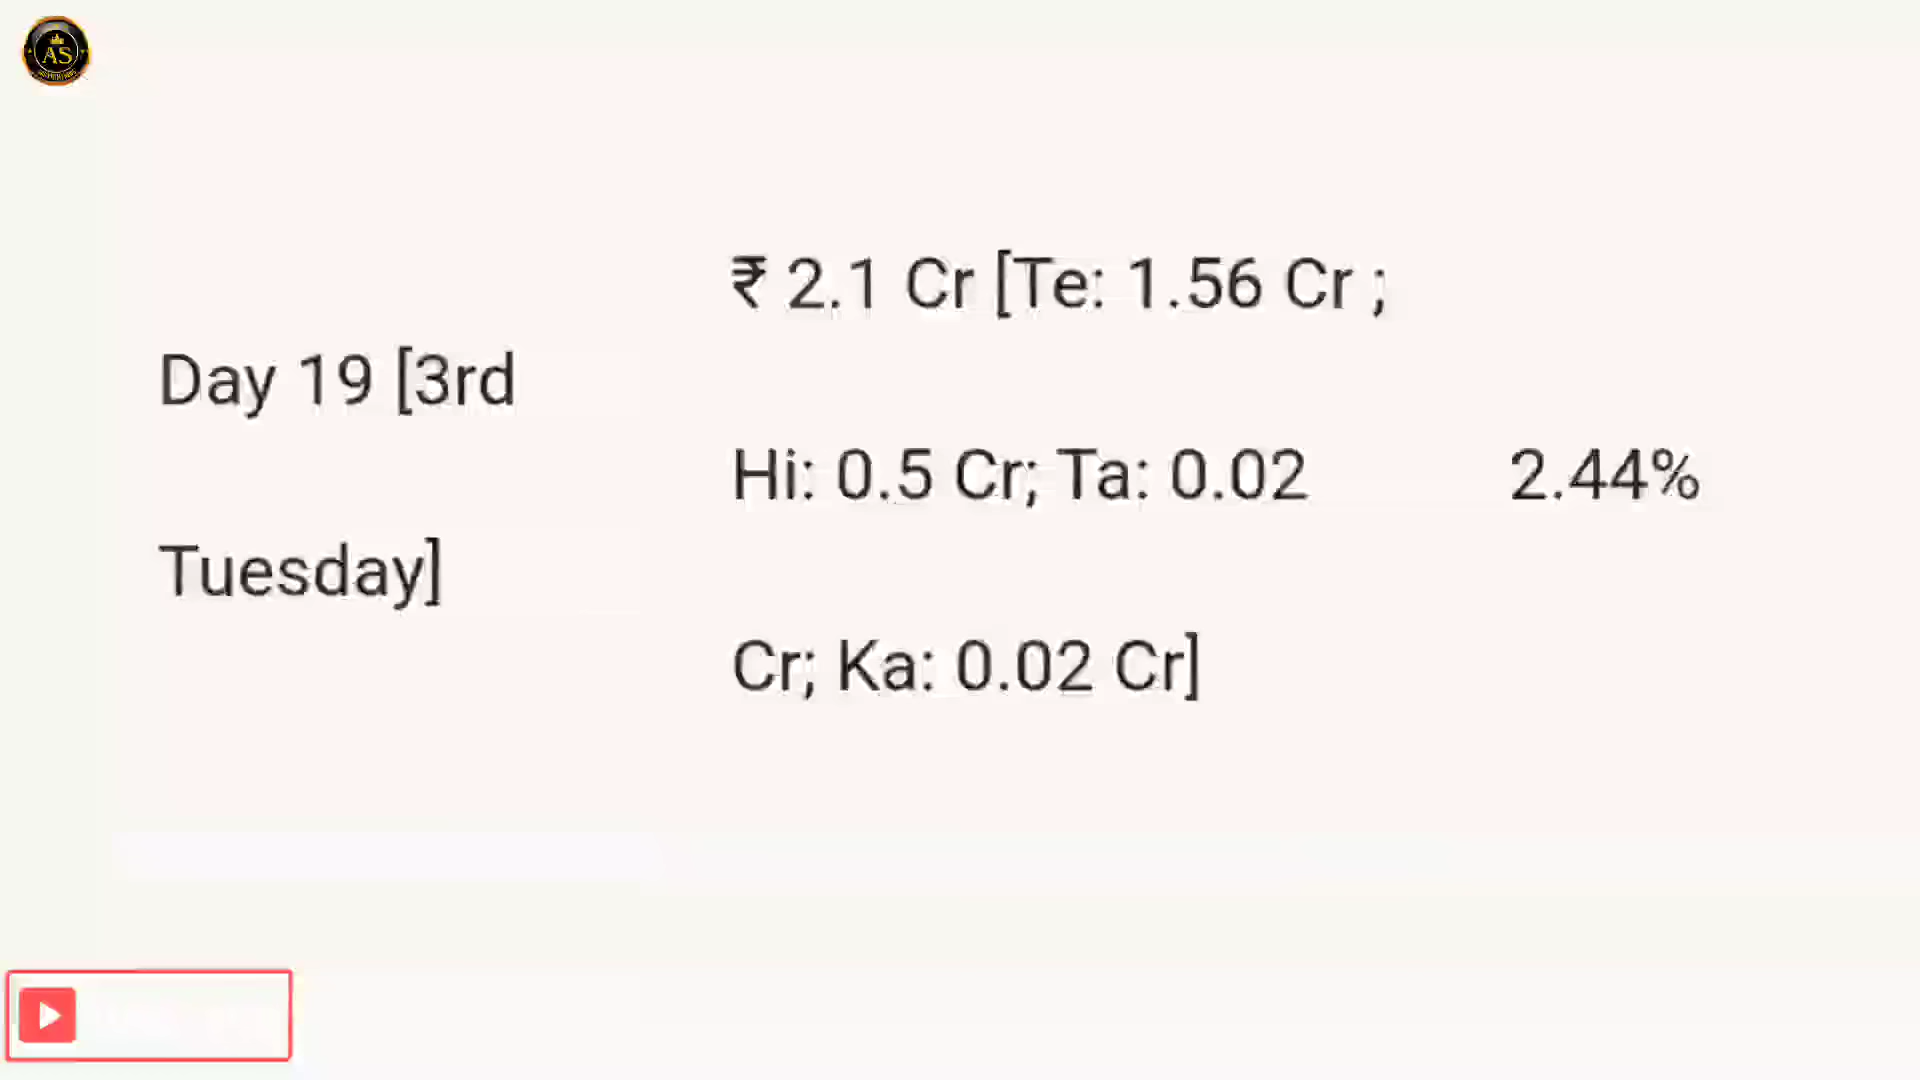 AS
₹ 2.1 Cr [Te: 1.56 Cr ;
Day 19 [3rd
Hi: 0.5 Cr; Ta: 0.02
2.44%
Tuesday]
Cr; Ka: 0.02 Cr]